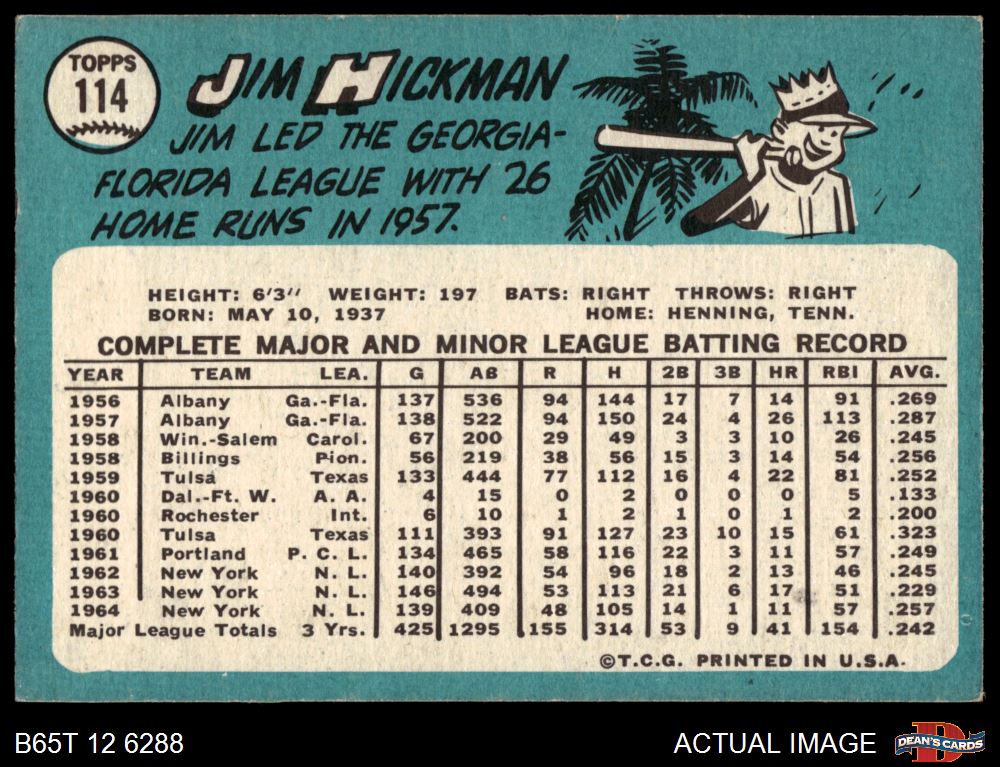 TOPPS
114
JIM HICKMAN
JIM LED THE GEORGIA-
FLORIDA LEAGUE WITH 26
HOME RUNS IN 1957.
HEIGHT: 6'3" WEIGHT: 197 BATS: RIGHT THROWS: RIGHT
BORN: MAY 10, 1937 HOME: HENNING, TENN.
COMPLETE MAJOR AND MINOR LEAGUE BATTING RECORD
YEAR TEAM LEA. G AB R H 2B 3B HR RBI AVG.
1956 Albany Ga.-Fla. 137 536 94 144 17 7 14 91 .269
1957 Albany Ga.-Fla. 138 522 94 150 24 4 26 113 .287
1958 Win.-Salem Carol. 67 200 29 49 3 3 10 26 .245
1958 Billings Pion. 56 219 38 56 15 3 14 54 .256
1959 Tulsa Texas 133 444 77 112 16 4 22 81 .252
1960 Dal.-Ft. W. A. A. 4 15 0 2 0 0 0 5 .133
1960 Rochester Int. 6 10 1 2 1 0 1 2 .200
1960 Tulsa Texas 111 393 91 127 23 10 15 61 .323
1961 Portland P. C. L. 134 465 58 116 22 3 11 57 .249
1962 New York N. L. 140 392 54 96 18 2 13 46 .245
1963 New York N. L. 146 494 53 113 21 6 17 51 .229
1964 New York N. L. 139 409 48 105 14 1 11 57 .257
Major League Totals 3 Yrs. 425 1295 155 314 53 9 41 154 .242
©T.C.G. PRINTED IN U.S.A.
B65T 12 6288 ACTUAL IMAGE DEAN'S CARDS